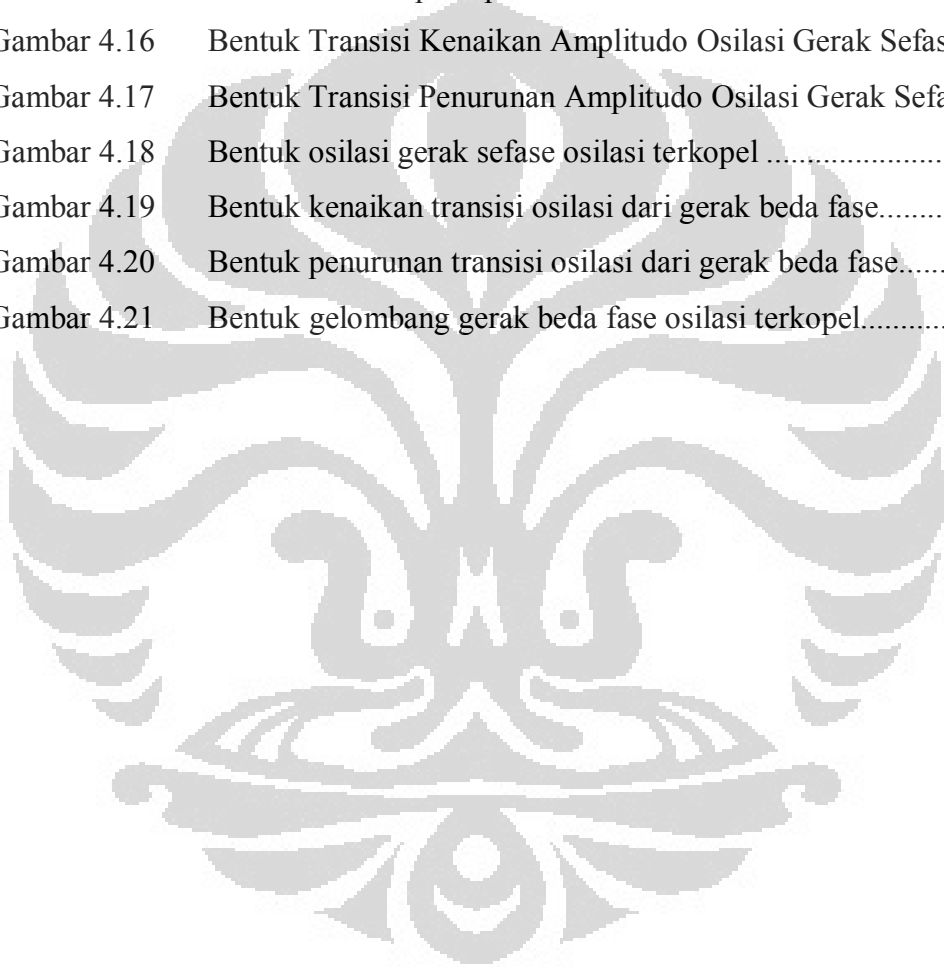 Gambar 4.16 Bentuk Transisi Kenaikan Amplitudo Osilasi Gerak
Gambar 4.17 Bentuk Transisi Penurunan Amplitudo Osilasi Gerak
Gambar 4.18 Bentuk osilasi gerak sefase osilasi terkopel ......................
Gambar 4.19 Bentuk kenaikan transisi osilasi dari gerak beda fase........
Gambar 4.20 Bentuk penurunan transisi osilasi dari gerak beda fase......
Gambar 4.21 Bentuk gelombang gerak beda fase osilasi terkopel...........